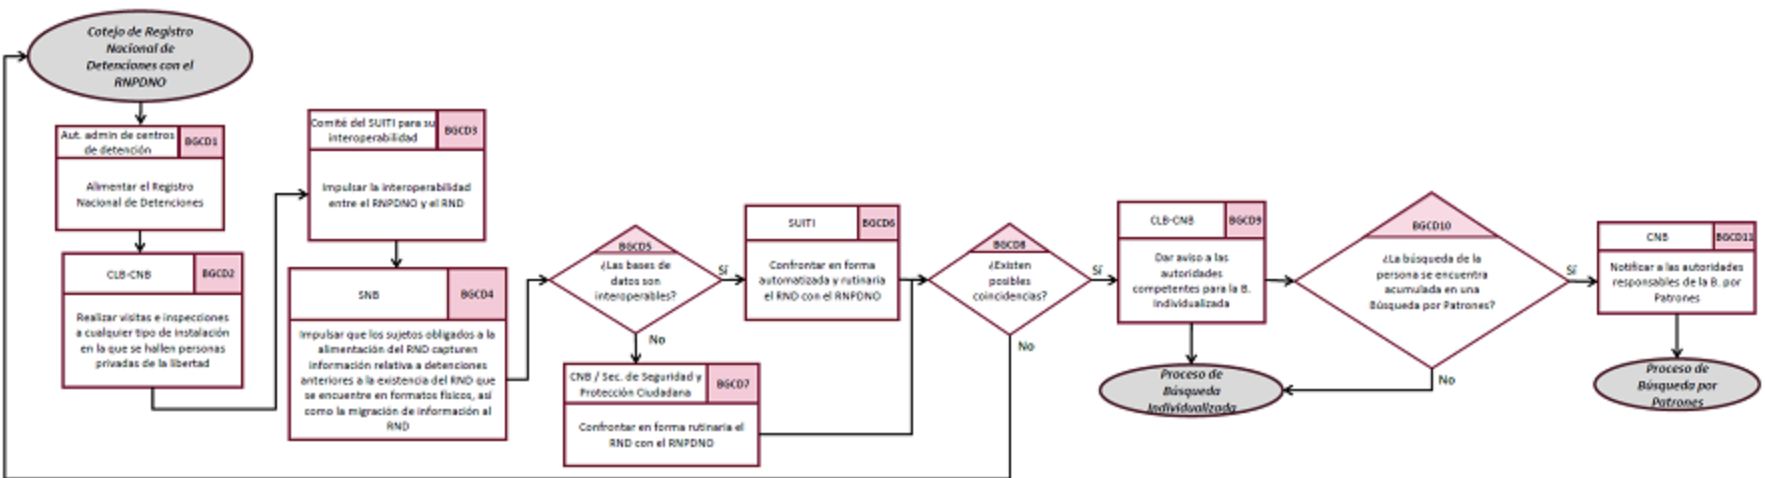 Cotejo de Registro
Nacional de
Detenciones con el
RNPDNO
Aut. admin de centros
de detención
BGCD1
Alimentar el Registro
Nacional de Detenciones
CLB-CNB
BGCD2
Realizar visitas e inspecciones
a cualquier tipo de instalación
en la que se hallen personas
privadas de la libertad
Comité del SUITI para su
interoperabilidad
BGCD3
Impulsar la interoperabilidad
entre el RNPDNO y el RND
SNB
BGCD4
Impulsar que los sujetos obligados a la
alimentación del RND capturen
información relativa a detenciones
anteriores a la existencia del RND que
se encuentre en formatos físicos, así
como la migración de información al
RND
BGCD5
¿Las bases de
datos son
interoperables?
Sí
No
SUITI
BGCD6
Confrontar en forma
automatizada y rutinaria
el RND con el RNPDNO
CNB / Sec. de Seguridad y
Protección Ciudadana
BGCD7
Confrontar en forma rutinaria el
RND con el RNPDNO
BGCD8
¿Existen
posibles
coincidencias?
Sí
No
CLB-CNB
BGCD9
Dar aviso a las
autoridades
competentes para la B.
Individualizada
Proceso de
Búsqueda
Individualizada
BGCD10
¿La búsqueda de la
persona se encuentra
acumulada en una
Búsqueda por Patrones?
Sí
No
CNB
BGCD11
Notificar a las autoridades
responsables de la B. por
Patrones
Proceso de
Búsqueda por
Patrones